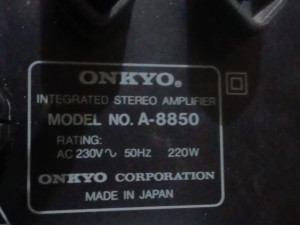 ONKYO®
INTEGRATED STEREO AMPLIFIER
MODEL NO. A-8850
RATING:
AC 230V∿ 50Hz 220W
ONKYO CORPORATION
MADE IN JAPAN